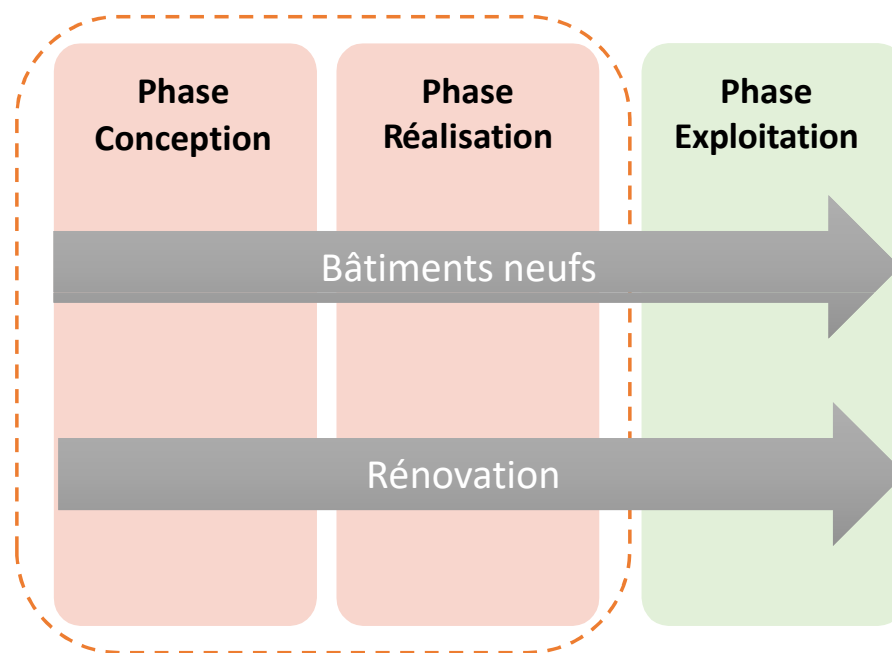 Phase
Conception
Phase
Réalisation
Phase
Exploitation
Bâtiments neufs
Rénovation